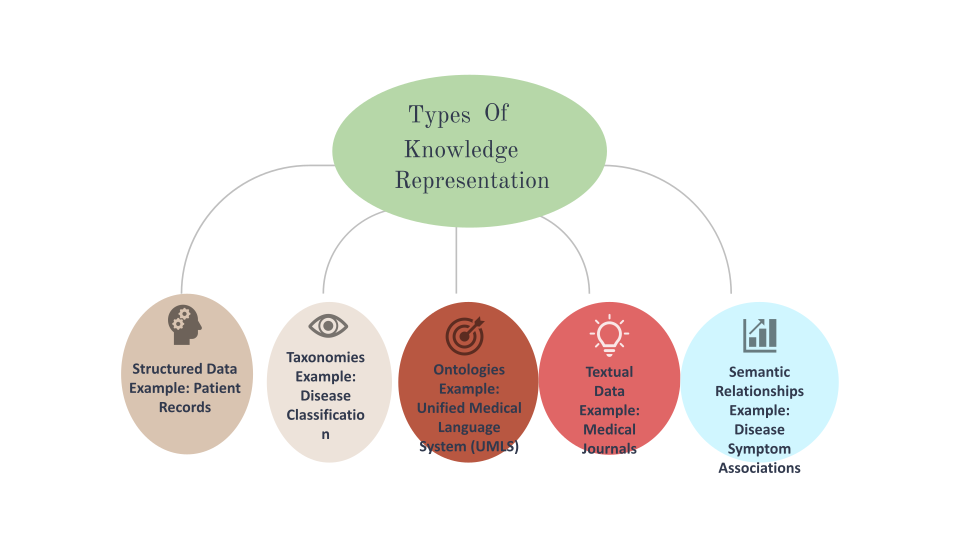 Types Of
Knowledge
Representation
Structured Data
Example: Patient
Records
Taxonomies
Example:
Disease
Classificatio
n
Ontologies
Example:
Unified Medical
Language
System (UMLS)
Textual
Data
Example:
Medical
Journals
Semantic
Relationships
Example:
Disease
Symptom
Associations